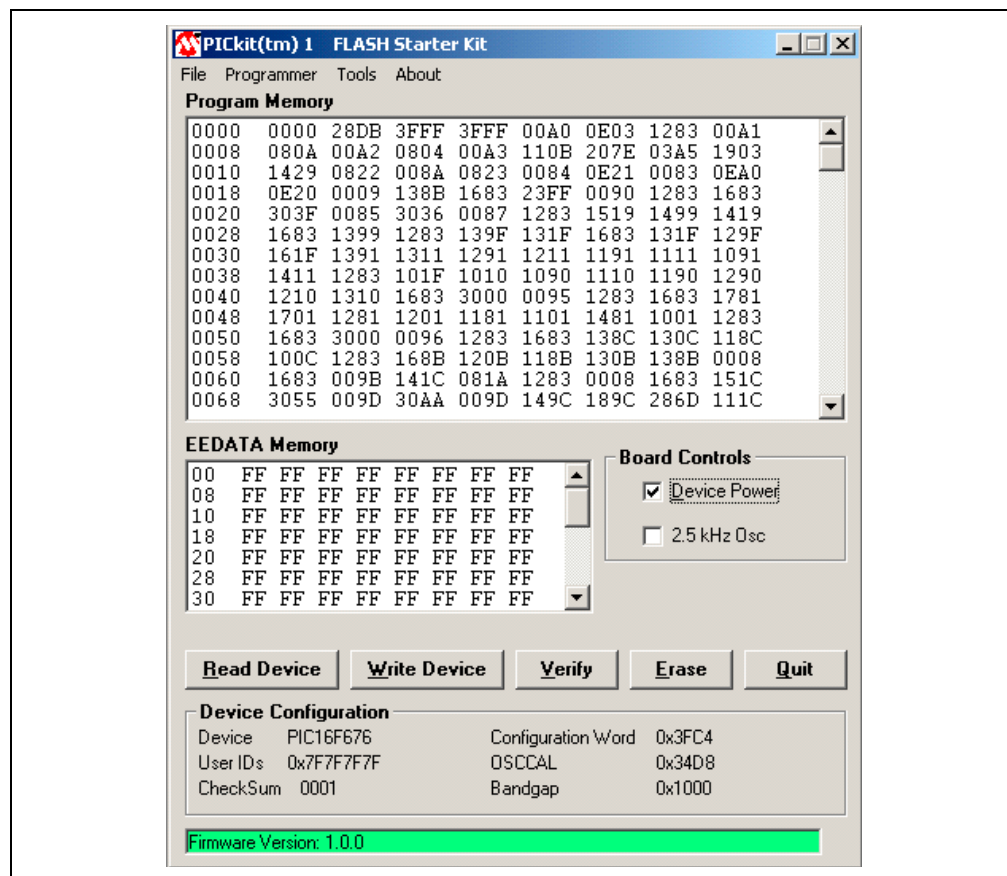 PICkit(tm) 1 FLASH Starter Kit
File Programmer Tools About
Program Memory
0000 0000 28DB 3FFF 3FFF 00A0 0E03 1283 00A1
0008 080A 00A2 0804 00A3 110B 207E 03A5 1903
0010 1429 0822 008A 0823 0084 0E21 0083 0EA0
0018 0E20 0009 138B 1683 23FF 0090 1283 1683
0020 303F 0085 3036 0087 1283 1519 1499 1419
0028 1683 1399 1283 139F 131F 1683 131F 129F
0030 161F 1391 1311 1291 1211 1191 1111 1091
0038 1411 1283 101F 1010 1090 1110 1190 1290
0040 1210 1310 1683 3000 0095 1283 1683 1781
0048 1701 1281 1201 1181 1101 1481 1001 1283
0050 1683 3000 0096 1283 1683 138C 130C 118C
0058 100C 1283 168B 120B 118B 130B 138B 0008
0060 1683 009B 141C 081A 1283 0008 1683 151C
0068 3055 009D 30AA 009D 149C 189C 286D 111C
EEDATA Memory
00 FF FF FF FF FF FF FF FF
08 FF FF FF FF FF FF FF FF
10 FF FF FF FF FF FF FF FF
18 FF FF FF FF FF FF FF FF
20 FF FF FF FF FF FF FF FF
28 FF FF FF FF FF FF FF FF
30 FF FF FF FF FF FF FF FF
Board Controls
Device Power
2.5 kHz Osc
Read Device Write Device Verify Erase Quit
Device Configuration
Device PIC16F676 Configuration Word 0x3FC4
User IDs 0x7F7F7F7F OSCCAL 0x34D8
CheckSum 0001 Bandgap 0x1000
Firmware Version: 1.0.0